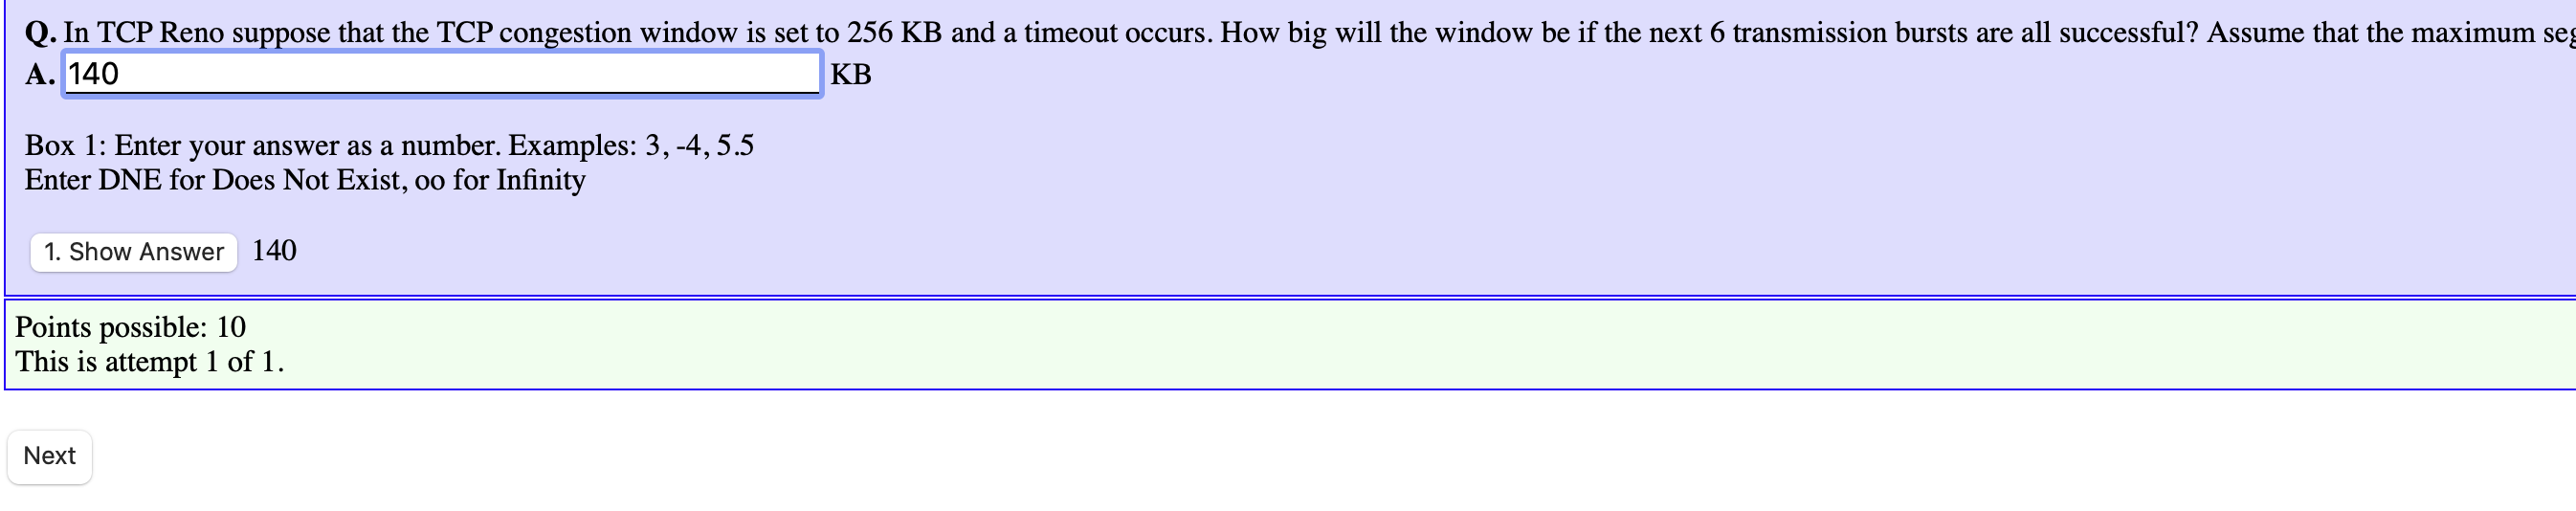 Q. In TCP Reno suppose that the TCP congestion window is set to 256 KB and a timeout occurs. How big will the window be if the next 6 transmission bursts are all successful? Assume that the maximum
A. 140 KB
Box 1: Enter your answer as a number. Examples: 3, -4, 5.5
Enter DNE for Does Not Exist, oo for Infinity
1. Show Answer 140
Points possible: 10
This is attempt 1 of 1.
Next